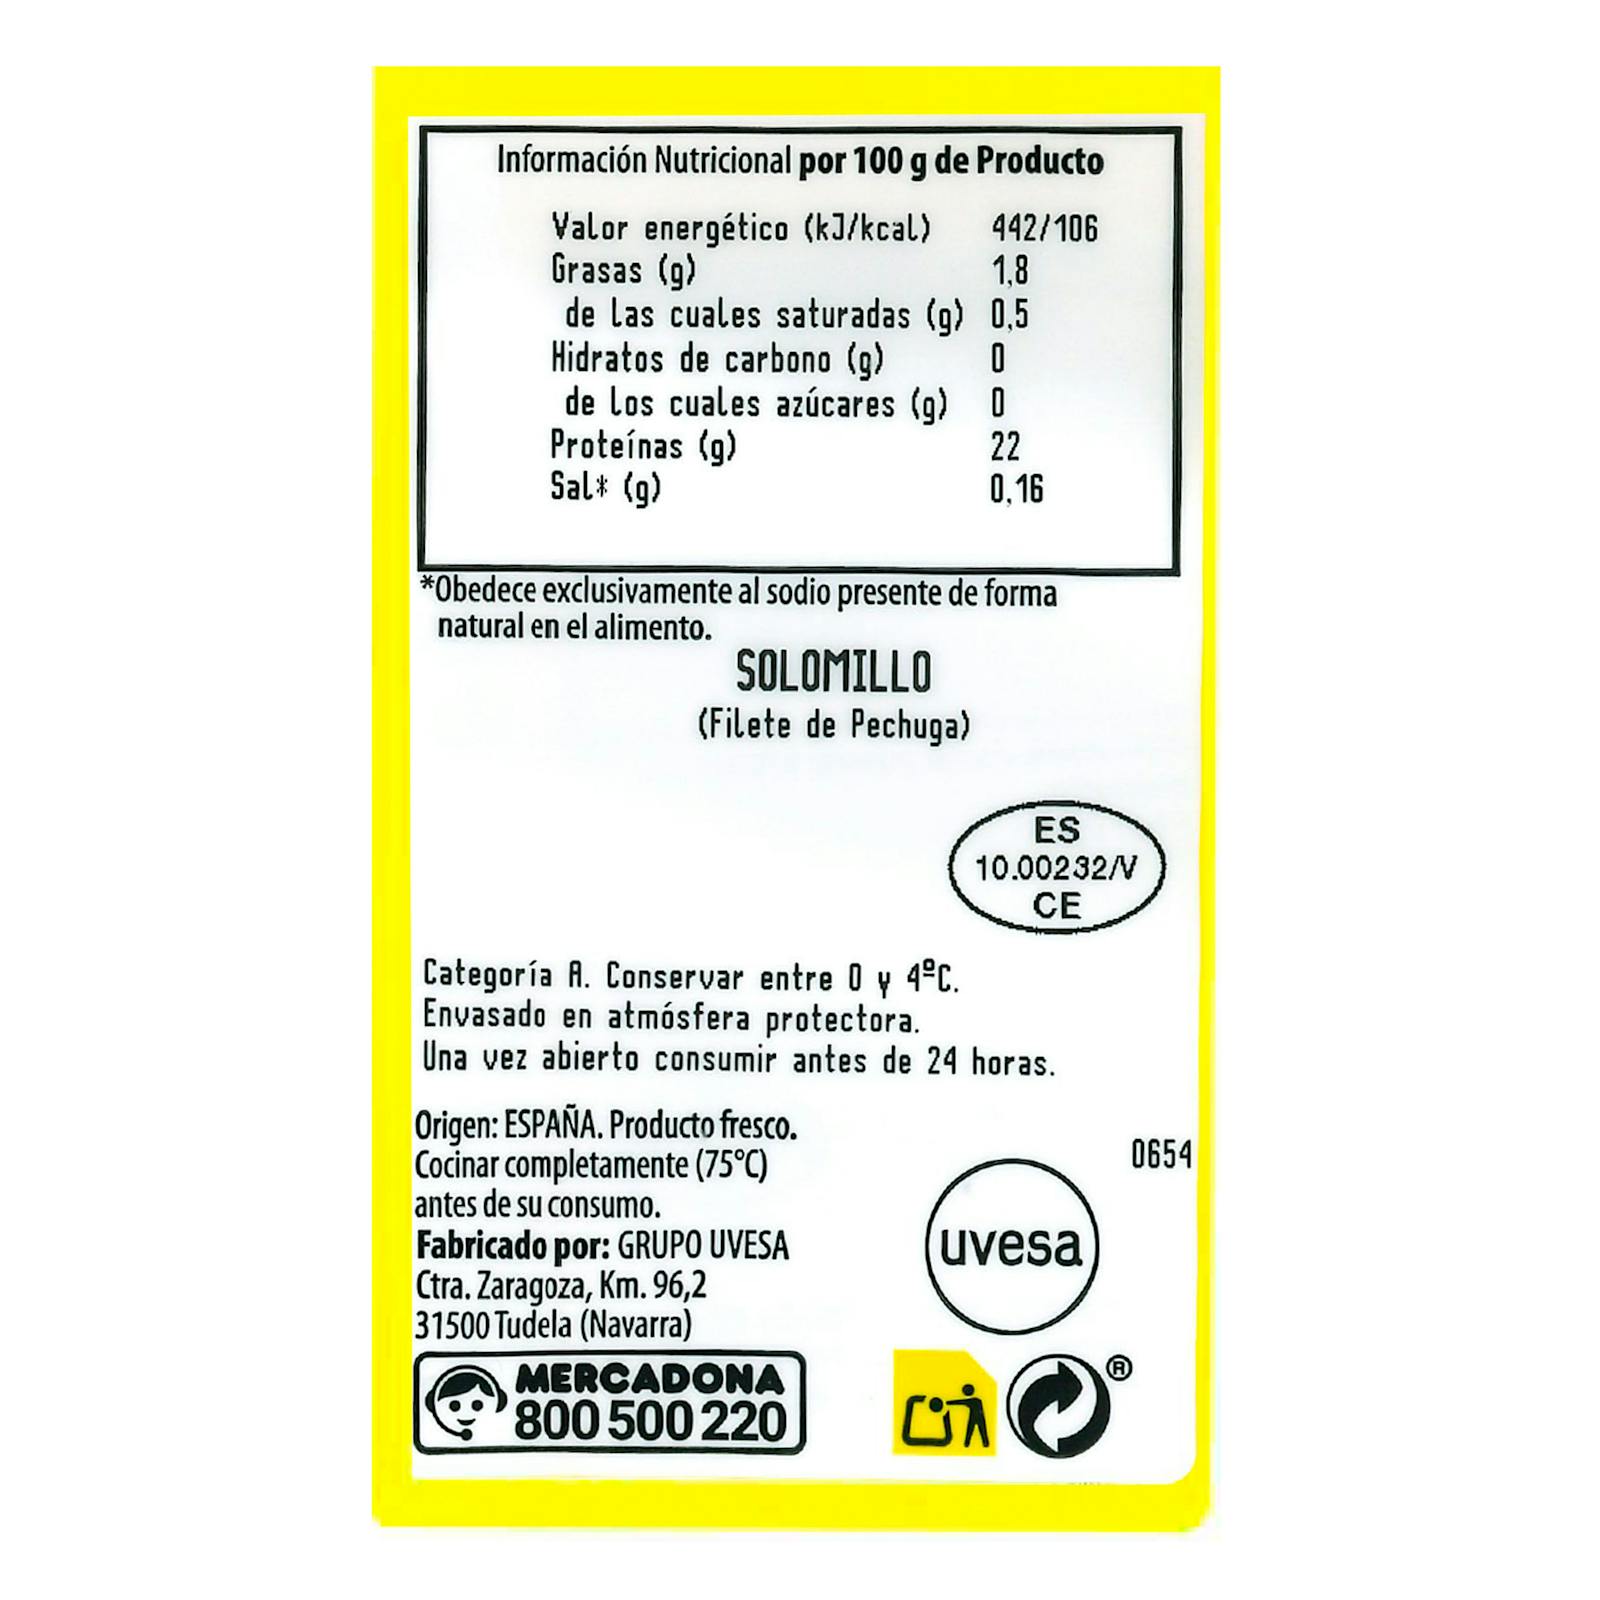 Información Nutricional por 100 g de Producto
Valor energético (kJ/kcal) 442/106
Grasas (g) 1,8
de las cuales saturadas (g) 0,5
Hidratos de carbono (g) 0
de los cuales azúcares (g) 0
Proteínas (g) 22
Sal* (g) 0,16
*Obedece exclusivamente al sodio presente de forma
natural en el alimento.
SOLOMILLO
(Filete de Pechuga)
ES
10.00232/V
CE
Categoría A. Conservar entre 0 y 4ºC.
Envasado en atmósfera protectora.
Una vez abierto consumir antes de 24 horas.
Origen: ESPAÑA. Producto fresco.
Cocinar completamente (75°C)
antes de su consumo.
Fabricado por: GRUPO UVESA
Ctra. Zaragoza, Km. 96,2
31500 Tudela (Navarra)
0654
uvesa
MERCADONA
800 500 220
®